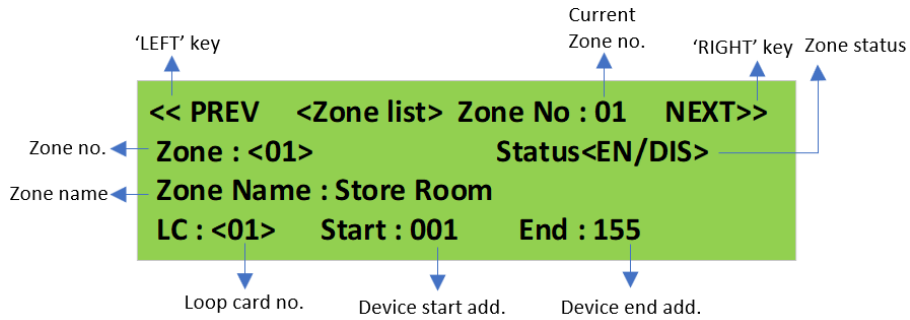 Current
Zone no.
'LEFT' key
'RIGHT' key
Zone status
<< PREV <Zone list> Zone No : 01 NEXT>>
Zone no.
Zone : <01> Status<EN/DIS>
Zone name
Zone Name : Store Room
LC : <01> Start : 001 End : 155
Loop card no.
Device start add.
Device end add.